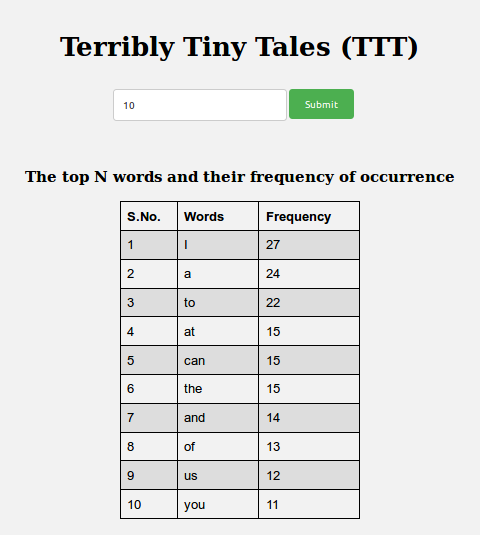 Terribly Tiny Tales (TTT)
10 Submit
The top N words and their frequency of occurrence
S.No. Words Frequency
1 I 27
2 a 24
3 to 22
4 at 15
5 can 15
6 the 15
7 and 14
8 of 13
9 us 12
10 you 11